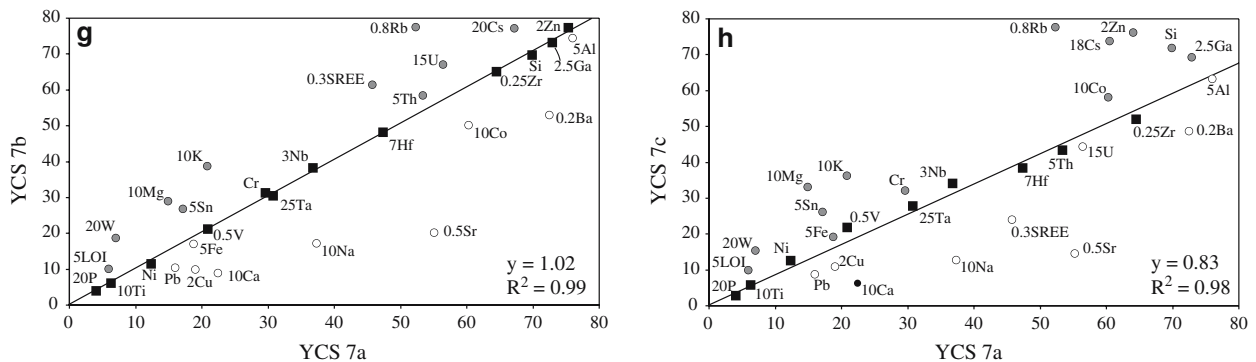 g
YCS 7b
80
70
60
50
40
30
20
10
0
0 10 20 30 40 50 60 70 80
YCS 7a
0.8Rb
20Cs
2Zn
5Al
2.5Ga
Si
0.25Zr
15U
0.3SREE
5Th
10Co
0.2Ba
7Hf
3Nb
10K
Cr
25Ta
10Mg
5Sn
0.5V
20W
5Fe
10Na
0.5Sr
5LOI
Ni
Pb
2Cu
10Ca
20P
10Ti
y = 1.02
R² = 0.99
h
YCS 7c
80
70
60
50
40
30
20
10
0
0 10 20 30 40 50 60 70 80
YCS 7a
0.8Rb
2Zn
18Cs
Si
2.5Ga
5Al
10Co
0.25Zr
0.2Ba
5Th
15U
7Hf
3Nb
10K
Cr
10Mg
25Ta
5Sn
0.5V
5Fe
0.3SREE
0.5Sr
20W
Ni
2Cu
10Na
5LOI
Pb
10Ca
20P
10Ti
y = 0.83
R² = 0.98